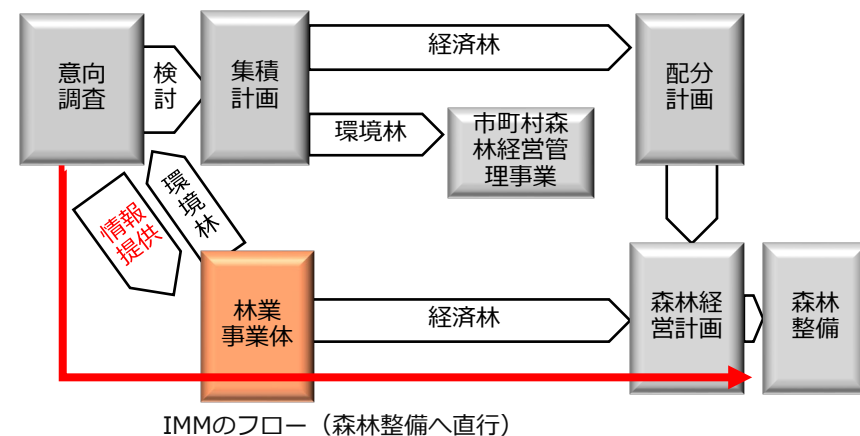 意向
調査
検
討
集積
計画
経済林
配分
計画
環境林
市町村森
林経営管
理事業
情報
提供
環
境
林
林業
事業体
経済林
森林経
営計画
森林
整備
IMMのフロー（森林整備へ直行）